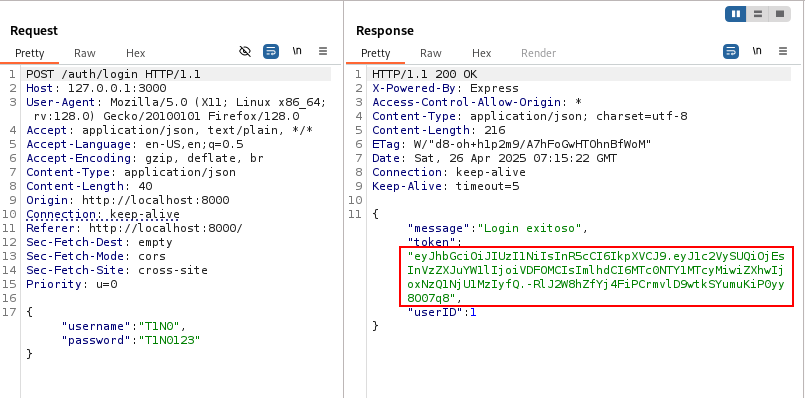 Request
Pretty Raw Hex
\n
1 POST /auth/login HTTP/1.1
2 Host: 127.0.0.1:3000
3 User-Agent: Mozilla/5.0 (X11; Linux x86_64;
rv:128.0) Gecko/20100101 Firefox/128.0
4 Accept: application/json, text/plain, */*
5 Accept-Language: en-US,en;q=0.5
6 Accept-Encoding: gzip, deflate, br
7 Content-Type: application/json
8 Content-Length: 40
9 Origin: http://localhost:8000
10 Connection: keep-alive
11 Referer: http://localhost:8000/
12 Sec-Fetch-Dest: empty
13 Sec-Fetch-Mode: cors
14 Sec-Fetch-Site: cross-site
15 Priority: u=0
16
17 {
"username":"T1N0",
"password":"T1N0123"
}
Response
Pretty Raw Hex Render
\n
1 HTTP/1.1 200 OK
2 X-Powered-By: Express
3 Access-Control-Allow-Origin: *
4 Content-Type: application/json; charset=utf-8
5 Content-Length: 216
6 ETag: W/"d8-oh+h1p2m9/A7hFoGwHTOhnBfWoM"
7 Date: Sat, 26 Apr 2025 07:15:22 GMT
8 Connection: keep-alive
9 Keep-Alive: timeout=5
10
11 {
"message":"Login exitoso",
"token":
"eyJhbGciOiJIUzI1NiIsInR5cCI6IkpXVCJ9.eyJ1c2VySUQiOjEs
InVzZXJuYW1lIjoiVDFOMCIsImlhdCI6MTc0NTY1MTcyMiwiZXhwIj
oxNzQ1NjU1MzIyfQ.-RlJ2W8hZfYj4FiPCrmvlD9wtkSYumuKiP0yy
8007q8",
"userID":1
}